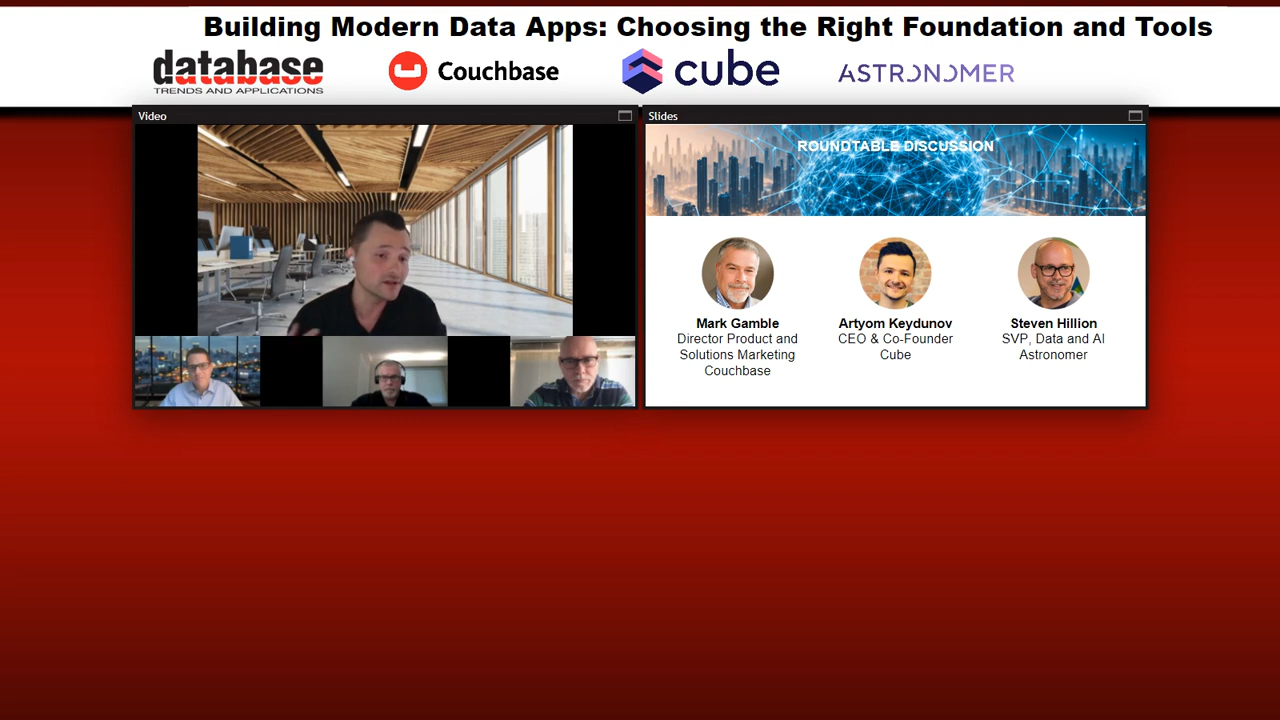 Building Modern Data Apps: Choosing the Right Foundation and Tools
database
TRENDS AND APPLICATIONS
Couchbase
cube
ASTRONOMER
Video
Slides
ROUNDTABLE DISCUSSION
Mark Gamble
Director Product and
Solutions Marketing
Couchbase
Artyom Keydunov
CEO & Co-Founder
Cube
Steven Hillion
SVP, Data and AI
Astronomer